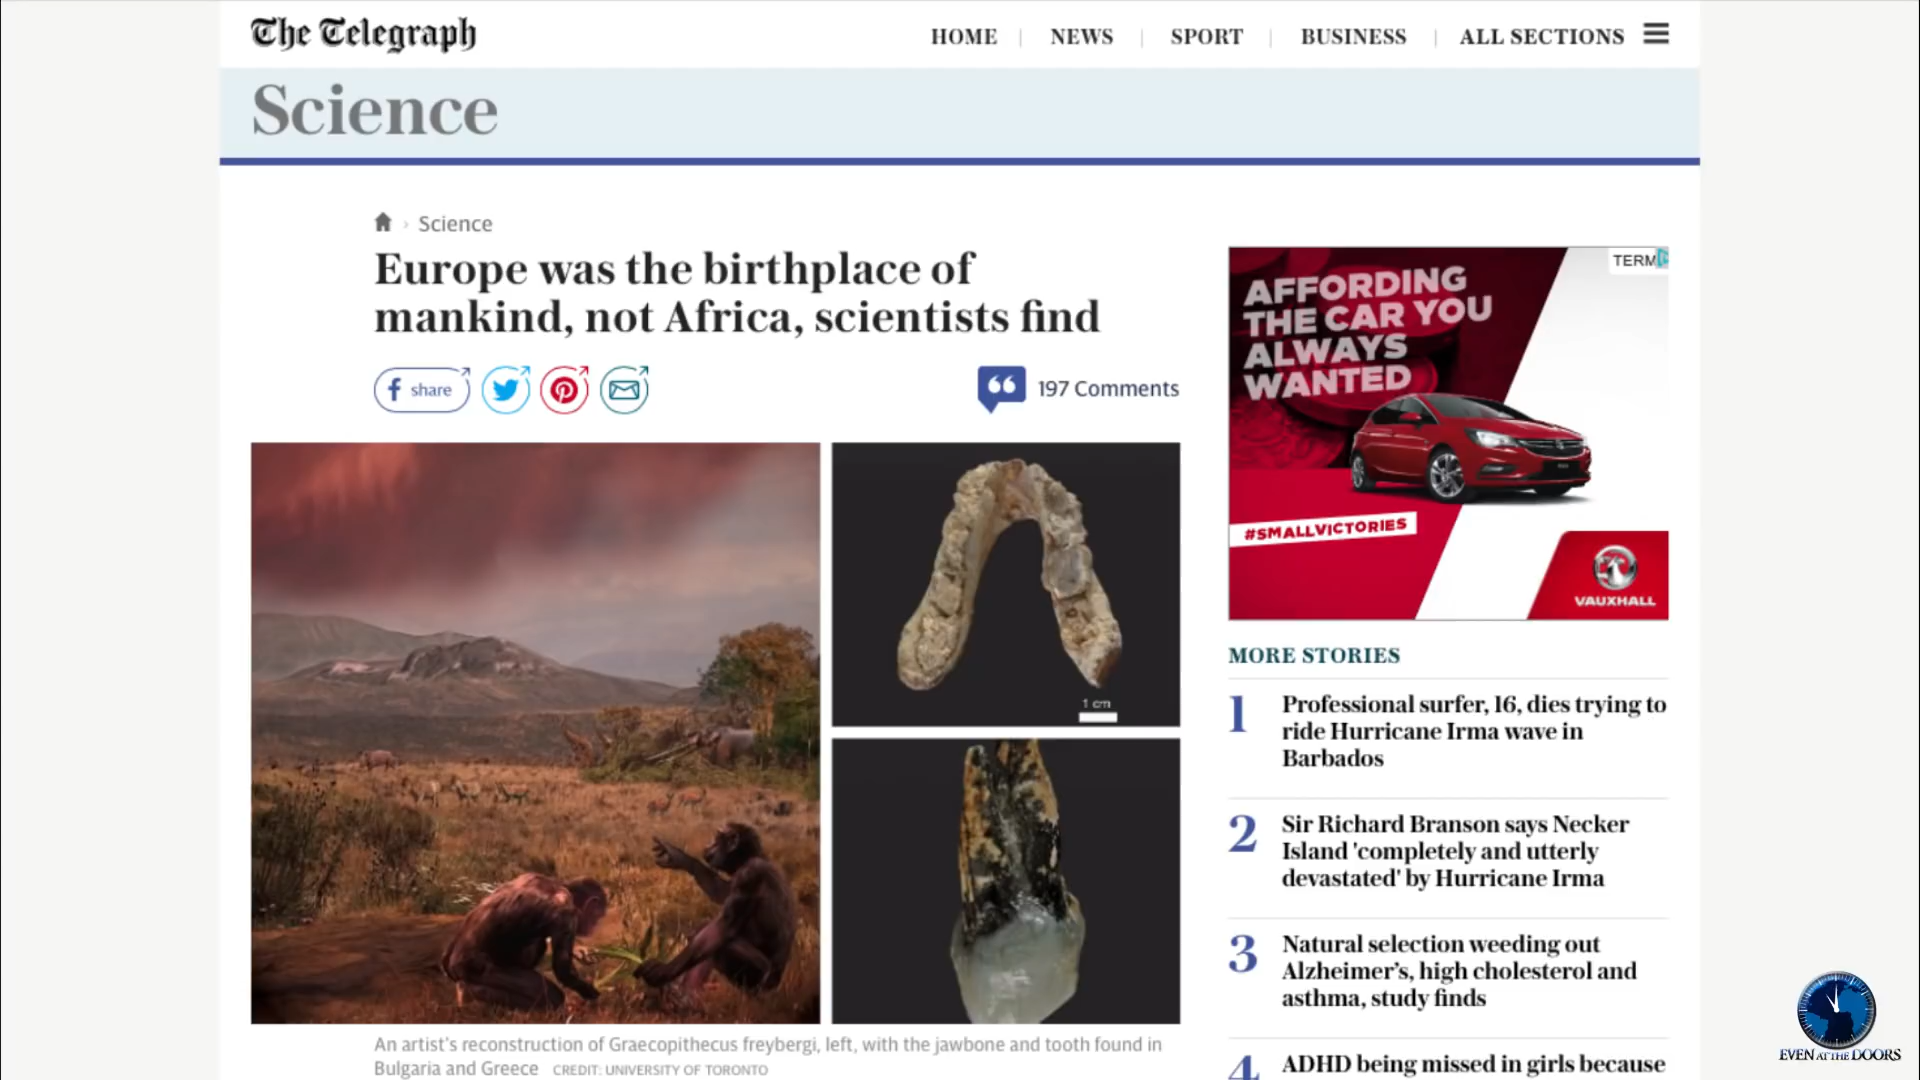 The Telegraph
HOME
NEWS
SPORT
BUSINESS
ALL SECTIONS
Science
Science
Europe was the birthplace of
mankind, not Africa, scientists find
share
197 Comments
1 cm
An artist's reconstruction of Graecopithecus freybergi, left, with the jawbone and tooth found in
Bulgaria and Greece CREDIT: UNIVERSITY OF TORONTO
TERM
AFFORDING
THE CAR YOU
ALWAYS
WANTED
#SMALLVICTORIES
VAUXHALL
MORE STORIES
1 Professional surfer, 16, dies trying to
ride Hurricane Irma wave in
Barbados
2 Sir Richard Branson says Necker
Island 'completely and utterly
devastated' by Hurricane Irma
3 Natural selection weeding out
Alzheimer's, high cholesterol and
asthma, study finds
4 ADHD being missed in girls because
EVEN AT THE DOORS